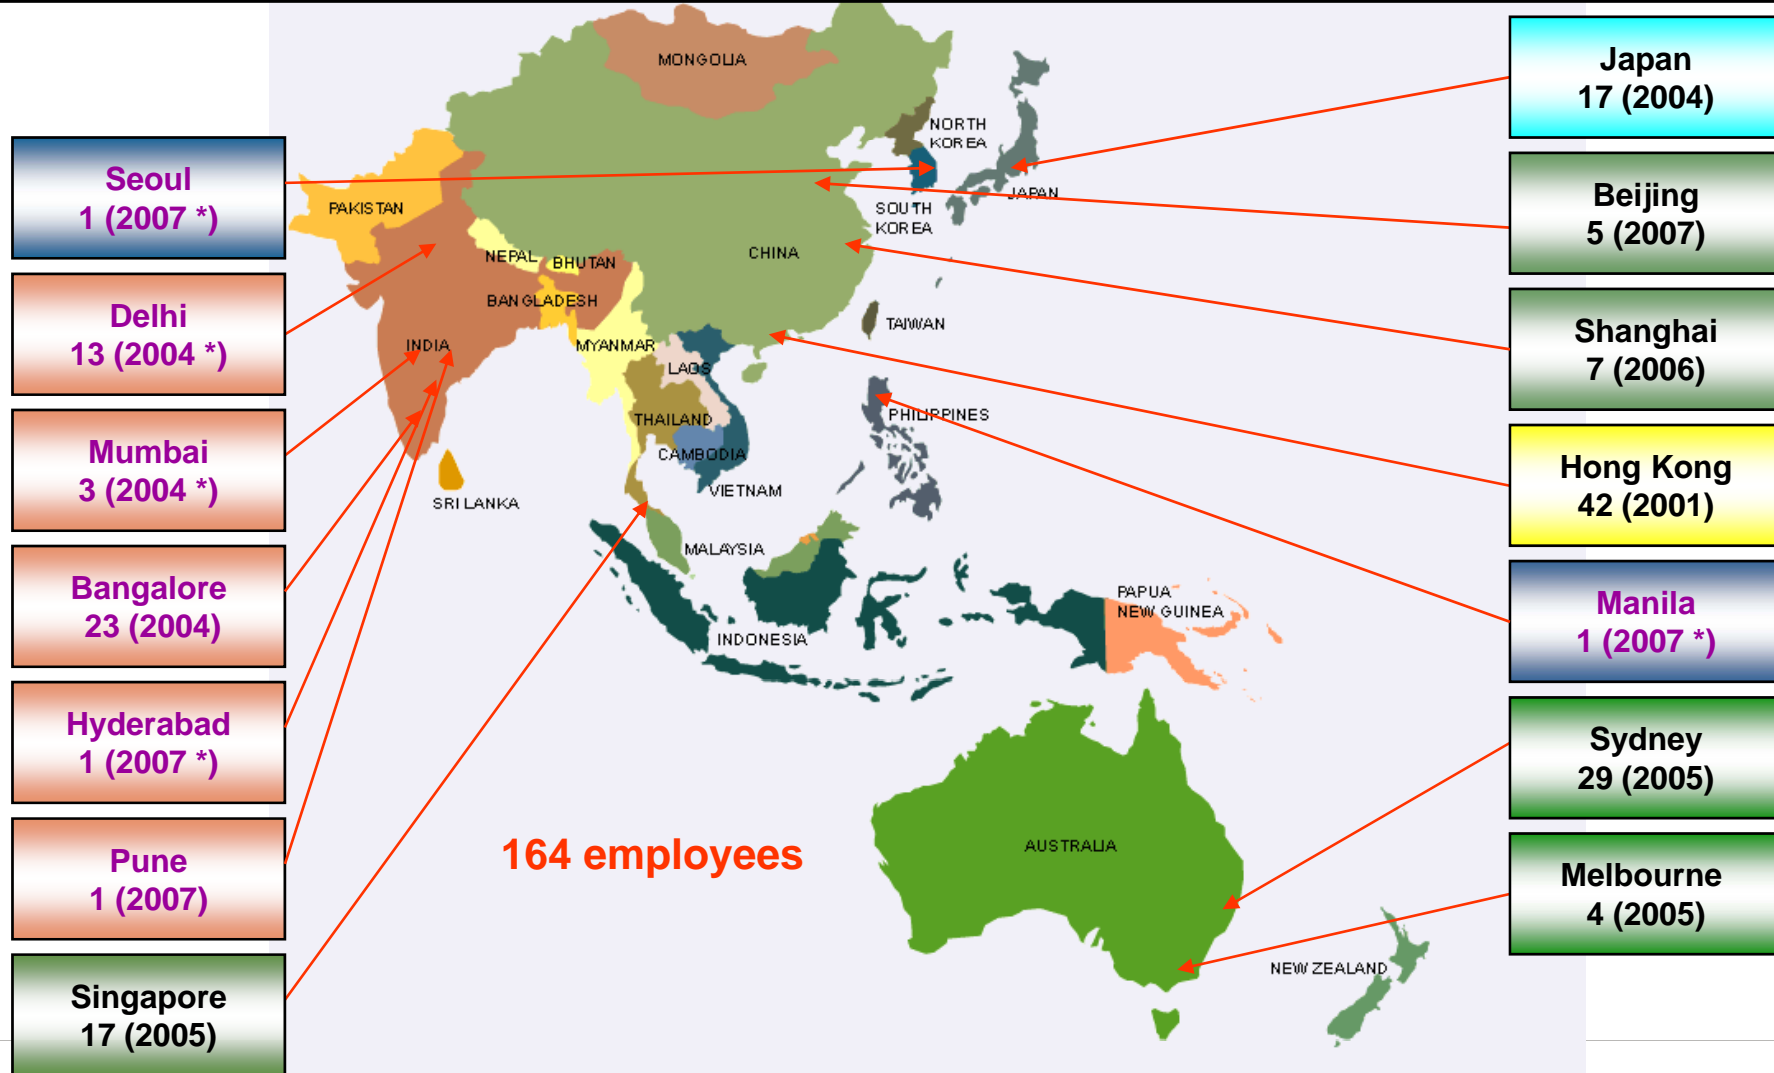 Seoul
1 (2007 *)
Delhi
13 (2004 *)
Mumbai
3 (2004 *)
Bangalore
23 (2004)
Hyderabad
1 (2007 *)
Pune
1 (2007)
Singapore
17 (2005)
MONGOLIA
NORTH
KOREA
JAPAN
SOUTH
KOREA
PAKISTAN
CHINA
NEPAL
BHUTAN
BANGLADESH
TAIWAN
INDIA
MYANMAR
LAOS
THAILAND
PHILIPPINES
CAMBODIA
VIETNAM
SRI LANKA
MALAYSIA
PAPUA
NEW GUINEA
INDONESIA
AUSTRALIA
NEW ZEALAND
164 employees
Japan
17 (2004)
Beijing
5 (2007)
Shanghai
7 (2006)
Hong Kong
42 (2001)
Manila
1 (2007 *)
Sydney
29 (2005)
Melbourne
4 (2005)